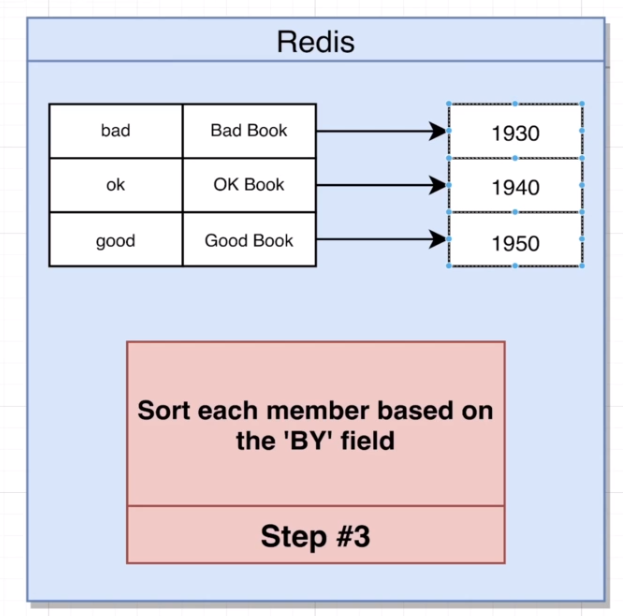 Redis
bad Bad Book 1930
ok OK Book 1940
good Good Book 1950
Sort each member based on
the 'BY' field
Step #3